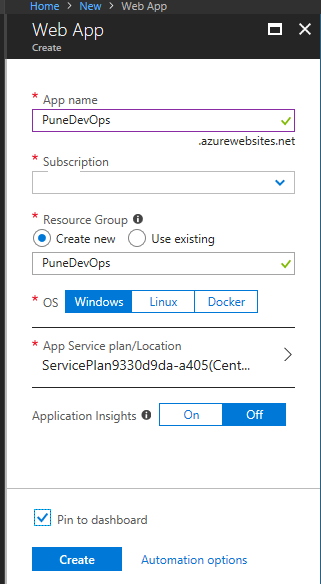 Home > New > Web App
Web App
Create
* App name
PuneDevOps
.azurewebsites.net
* Subscription
* Resource Group
Create new Use existing
PuneDevOps
* OS Windows Linux Docker
* App Service plan/Location
ServicePlan9330d9da-a405(Cent...
Application Insights On Off
Pin to dashboard
Create Automation options